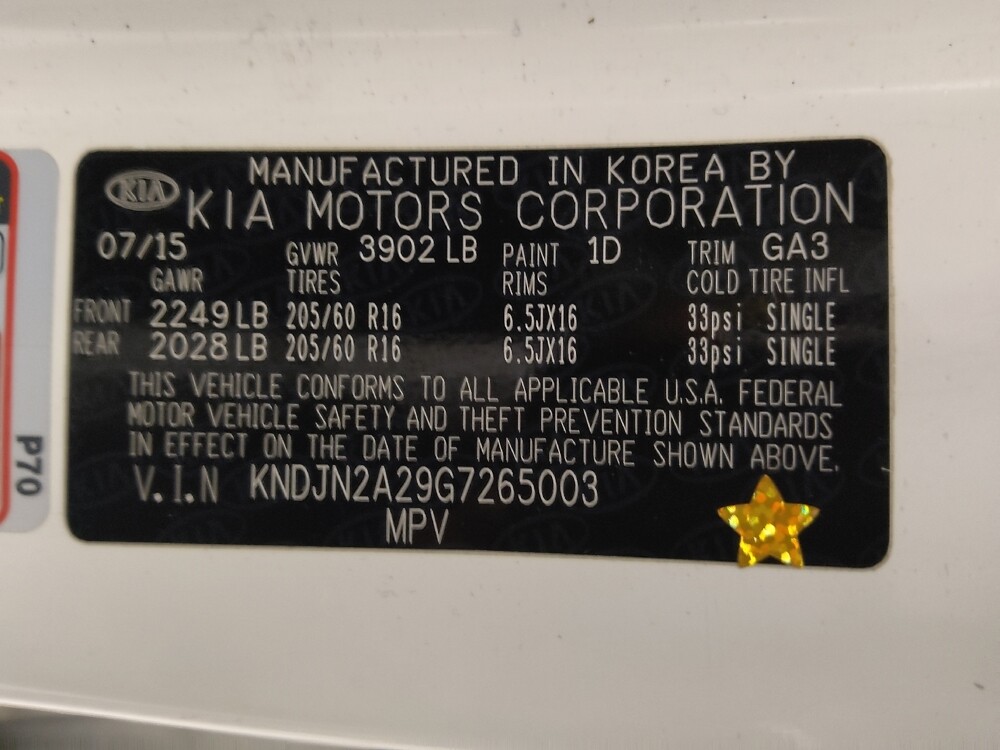 MANUFACTURED IN KOREA BY
KIA KIA MOTORS CORPORATION
07/15 GVWR 3902 LB PAINT 1D TRIM GA3
GAWR TIRES RIMS COLD TIRE INFL
FRONT 2249 LB 205/60 R16 6.5JX16 33psi SINGLE
REAR 2028 LB 205/60 R16 6.5JX16 33psi SINGLE
THIS VEHICLE CONFORMS TO ALL APPLICABLE U.S.A. FEDERAL
MOTOR VEHICLE SAFETY AND THEFT PREVENTION STANDARDS
IN EFFECT ON THE DATE OF MANUFACTURE SHOWN ABOVE.
V.I.N KNDJN2A29G7265003
MPV
P70